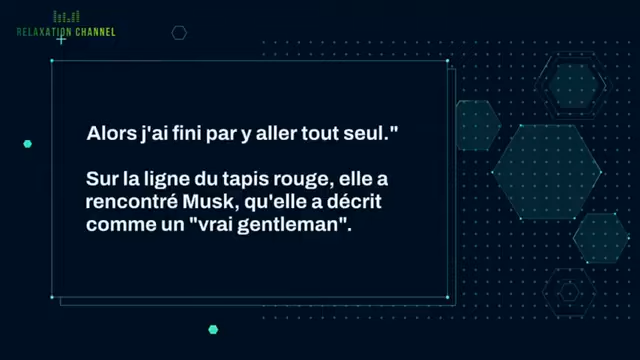 RELAXATION CHANNEL
Alors j'ai fini par y aller tout seul."
Sur la ligne du tapis rouge, elle a
rencontré Musk, qu'elle a décrit
comme un "vrai gentleman".